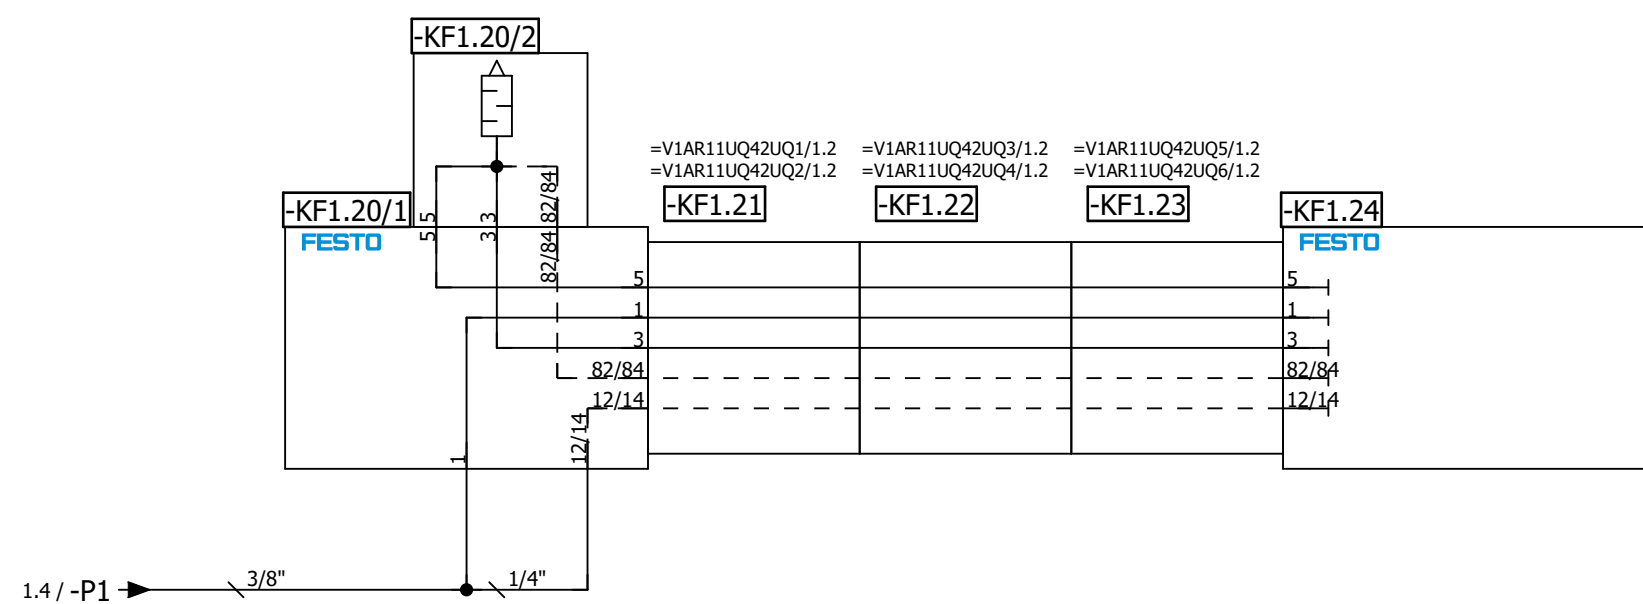 -KF1.20/2
=V1AR11UQ42UQ1/1.2 =V1AR11UQ42UQ3/1.2 =V1AR11UQ42UQ5/1.2
=V1AR11UQ42UQ2/1.2 =V1AR11UQ42UQ4/1.2 =V1AR11UQ42UQ6/1.2
-KF1.20/1 -KF1.21 -KF1.22 -KF1.23 -KF1.24
5 3 82/84
5 3 82/84
FESTO FESTO
5 5
1 1
3 3
82/84 82/84
12/14 12/14
1 12/14
1.4 / -P1 3/8" 1/4"